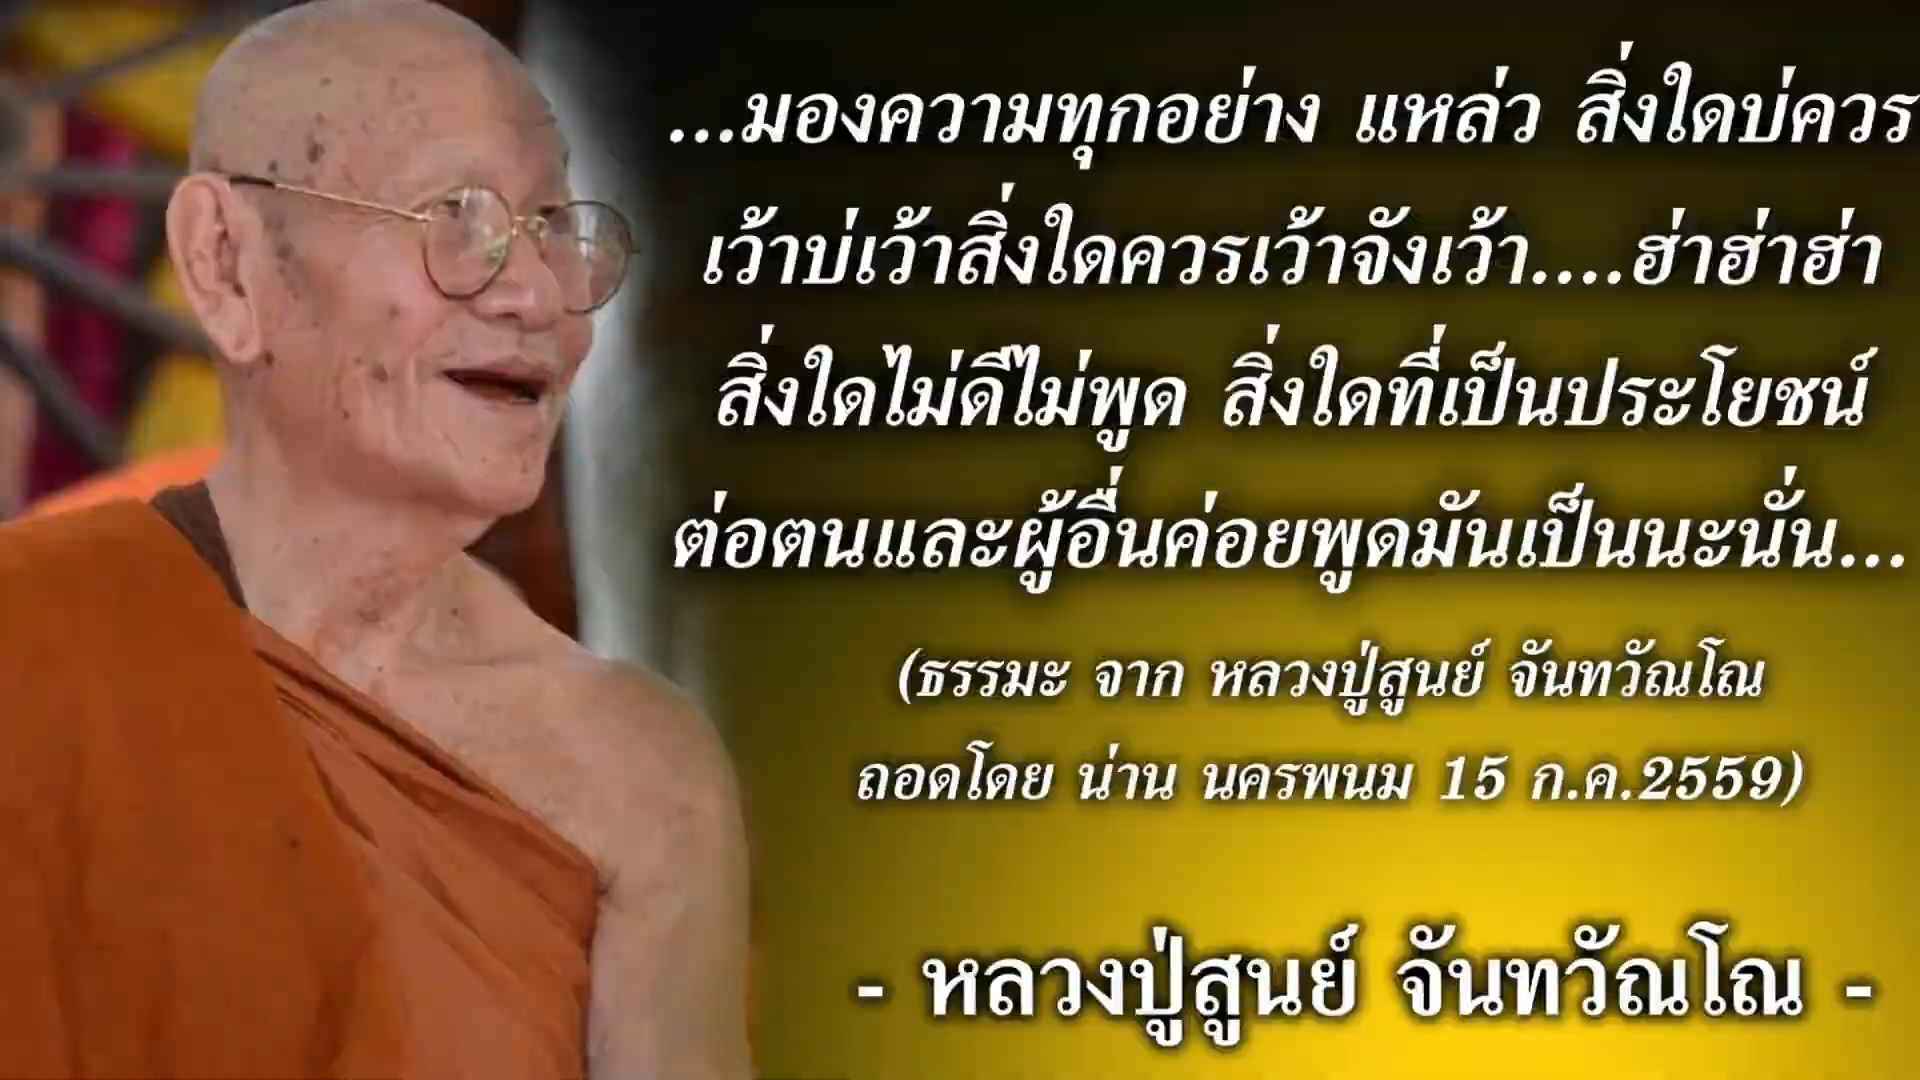 ...มองความทุกอย่าง แหล่ว สิ่งใดบ่ควร
เว้าบ่เว้าสิ่งใดควรเว้าจังเว้า....ฮ่าฮ่าฮ่า
สิ่งใดไม่ดีไม่พูด สิ่งใดที่เป็นประโยชน์
ต่อตนและผู้อื่นค่อยพูดมันเป็นนะนั่น...
(ธรรมะ จาก หลวงปู่สูนย์ จันทวัณโณ
ถอดโดย น่าน นครพนม 15 ก.ค.2559)
- หลวงปู่สูนย์ จันทวัณโณ -